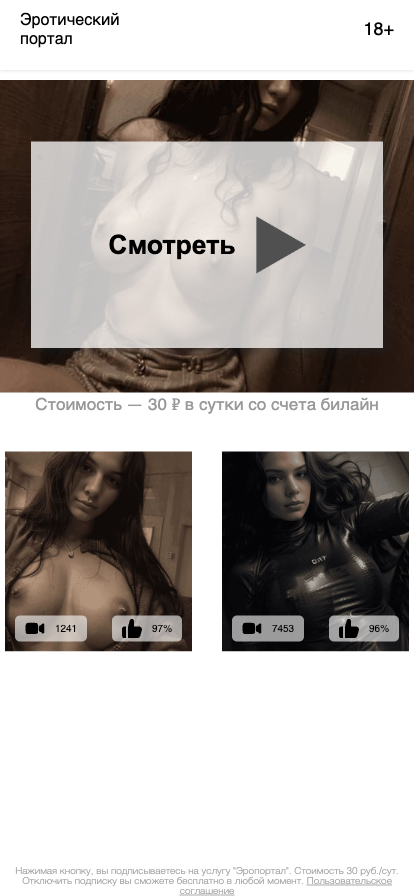 Эротический
портал
18+
Смотреть
Стоимость — 30 ₽ в сутки со счета билайн
1241
97%
7453
96%
Нажимая кнопку, вы подписываетесь на услугу "Эропортал". Стоимость 30 руб./сут.
Отключить подписку вы сможете бесплатно в любой момент. Пользовательское
соглашение